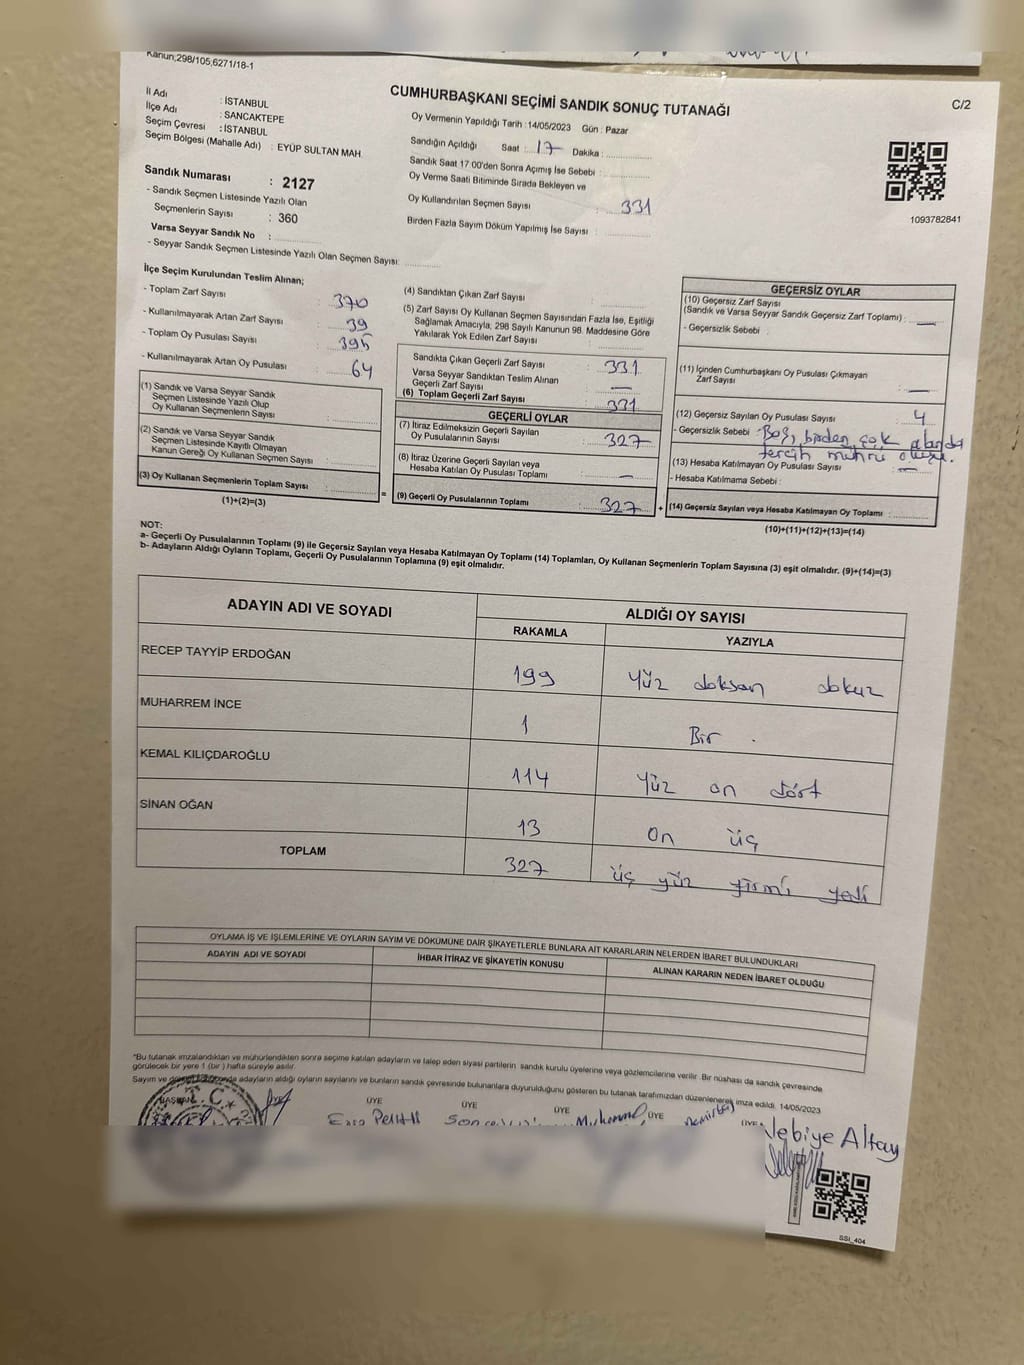 Kanun;298/105;6271/18-1
CUMHURBAŞKANI SEÇİMİ SANDIK SONUÇ TUTANAĞI
C/2
İl Adı : İSTANBUL
İlçe Adı : SANCAKTEPE
Seçim Çevresi : İSTANBUL
Seçim Bölgesi (Mahalle Adı) : EYÜP SULTAN MAH
Sandık Numarası : 2127
- Sandık Seçmen Listesinde Yazılı Olan
Seçmenlerin Sayısı : 360
Varsa Seyyar Sandık No :
- Seyyar Sandık Seçmen Listesinde Yazılı Olan Seçmen Sayısı:
Oy Vermenin Yapıldığı Tarih :14/05/2023 Gün : Pazar
Sandığın Açıldığı Saat : 17 Dakika :
Sandık Saat 17:00'den Sonra Açımış İse Sebebi :
Oy Verme Saati Bitiminde Sırada Bekleyen ve
Oy Kullandırılan Seçmen Sayısı : 331
Birden Fazla Sayım Döküm Yapılmış İse Sayısı :
1093782841
İlçe Seçim Kurulundan Teslim Alınan;
- Toplam Zarf Sayısı : 370
- Kullanılmayarak Artan Zarf Sayısı : 39
- Toplam Oy Pusulası Sayısı : 395
- Kullanılmayarak Artan Oy Pusulası : 64
(1) Sandık ve Varsa Seyyar Sandık
Seçmen Listesinde Yazılı Olup
Oy Kullanan Seçmenlerin Sayısı :
(2) Sandık ve Varsa Seyyar Sandık
Seçmen Listesinde Kayıtlı Olmayan
Kanun Gereği Oy Kullanan Seçmen Sayısı :
(3) Oy Kullanan Seçmenlerin Toplam Sayısı :
(1)+(2)=(3)
(4) Sandıktan Çıkan Zarf Sayısı :
(5) Zarf Sayısı Oy Kullanan Seçmen Sayısından Fazla İse, Eşitliği
Sağlamak Amacıyla, 298 Sayılı Kanunun 98. Maddesine Göre
Yakılarak Yok Edilen Zarf Sayısı :
Sandıkta Çıkan Geçerli Zarf Sayısı : 331
Varsa Seyyar Sandıktan Teslim Alınan
Geçerli Zarf Sayısı : —
(6) Toplam Geçerli Zarf Sayısı : 331
GEÇERLİ OYLAR
(7) İtiraz Edilmeksizin Geçerli Sayılan
Oy Pusulalarının Sayısı : 327
(8) İtiraz Üzerine Geçerli Sayılan veya
Hesaba Katılan Oy Pusulası Toplamı : —
(9) Geçerli Oy Pusulalarının Toplamı : 327
GEÇERSİZ OYLAR
(10) Geçersiz Zarf Sayısı
(Sandık ve Varsa Seyyar Sandık Geçersiz Zarf Toplamı) : —
- Geçersizlik Sebebi :
(11) İçinden Cumhurbaşkanı Oy Pusulası Çıkmayan
Zarf Sayısı : —
(12) Geçersiz Sayılan Oy Pusulası Sayısı : 4
- Geçersizlik Sebebi : Boş, birden çok alanda
tercih mührü oluşu.
(13) Hesaba Katılmayan Oy Pusulası Sayısı : —
- Hesaba Katılmama Sebebi :
(14) Geçersiz Sayılan veya Hesaba Katılmayan Oy Toplamı :
(10)+(11)+(12)+(13)=(14)
NOT:
a- Geçerli Oy Pusulalarının Toplamı (9) ile Geçersiz Sayılan veya Hesaba Katılmayan Oy Toplamı (14) Toplamları, Oy Kullanan Seçmenlerin Toplam Sayısına (3) eşit olmalıdır. (9)+(14)=(3)
b- Adayların Aldığı Oyların Toplamı, Geçerli Oy Pusulalarının Toplamına (9) eşit olmalıdır.
ADAYIN ADI VE SOYADI ALDIĞI OY SAYISI
RAKAMLA YAZIYLA
RECEP TAYYİP ERDOĞAN 199 Yüz doksan dokuz
MUHARREM İNCE 1 Bir .
KEMAL KILIÇDAROĞLU 114 Yüz on dört
SİNAN OĞAN 13 On üç
TOPLAM 327 üç yüz yirmi yedi
OYLAMA İŞ VE İŞLEMLERİNE VE OYLARIN SAYIM VE DÖKÜMÜNE DAİR ŞİKAYETLERLE BUNLARA AİT KARARLARIN NELERDEN İBARET BULUNDUKLARI
ADAYIN ADI VE SOYADI İHBAR İTİRAZ VE ŞİKAYETİN KONUSU ALINAN KARARIN NEDEN İBARET OLDUĞU
*Bu tutanak imzalandıktan ve mühürlendikten sonra seçime katılan adayların ve talep eden siyasi partilerin sandık kurulu üyelerine veya gözlemcilerine verilir. Bir nüshası da sandık çevresinde
görülecek bir yere 1 (bir) hafta süreyle asılır.
Sayım ve adayların aldığı oyların sayılarını ve bunların sandık çevresinde bulunanlara duyurulduğunu gösteren bu tutanak tarafımızdan düzenlenerek imza edildi. 14/05/2023
BAŞKAN ÜYE ÜYE ÜYE ÜYE ÜYE
T.C.
Muhammed
Nebiye Altay
SSI_404